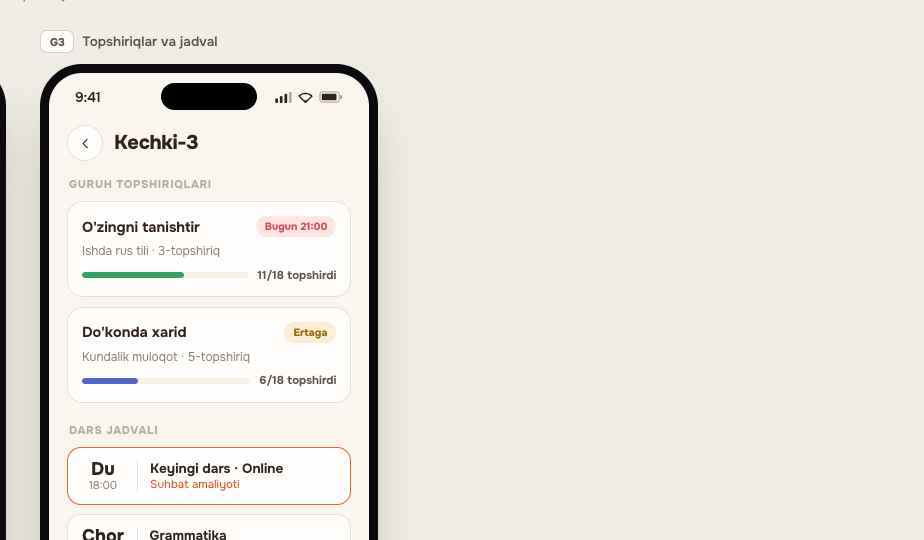 G3 Topshiriqlar va jadval
9:41
Kechki-3
GURUH TOPSHIRIQLARI
O'zingni tanishtir Bugun 21:00
Ishda rus tili · 3-topshiriq
11/18 topshirdi
Do'konda xarid Ertaga
Kundalik muloqot · 5-topshiriq
6/18 topshirdi
DARS JADVALI
Du Keyingi dars · Online
18:00 Suhbat amaliyoti
Chor Grammatika